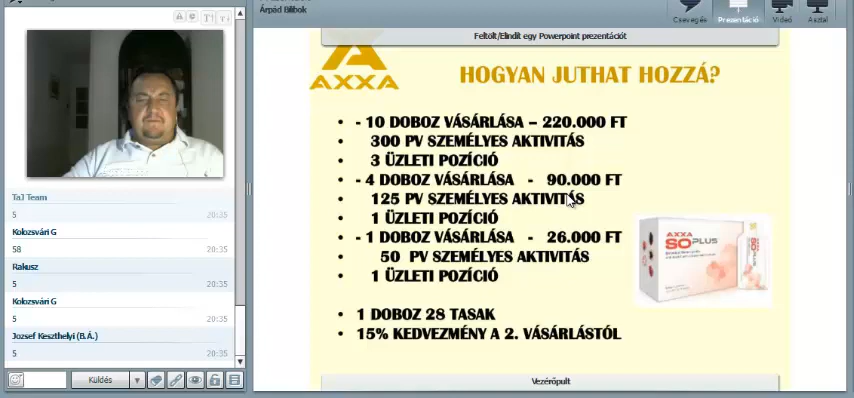 Árpád Bilibok
Csevegés
Prezentáció
Videó
Asztal
Feltölt/Elindít egy Powerpoint prezentációt
AXXA
HOGYAN JUTHAT HOZZÁ?
• - 10 DOBOZ VÁSÁRLÁSA – 220.000 FT
• 300 PV SZEMÉLYES AKTIVITÁS
• 3 ÜZLETI POZÍCIÓ
• - 4 DOBOZ VÁSÁRLÁSA - 90.000 FT
• 125 PV SZEMÉLYES AKTIVITÁS
• 1 ÜZLETI POZÍCIÓ
• - 1 DOBOZ VÁSÁRLÁSA - 26.000 FT
• 50 PV SZEMÉLYES AKTIVITÁS
• 1 ÜZLETI POZÍCIÓ
• 1 DOBOZ 28 TASAK
• 15% KEDVEZMÉNY A 2. VÁSÁRLÁSTÓL
AXXA
SOPLUS
Vezérőpult
TaJ Team
5 20:35
Kolozsvári G
58 20:35
Rakusz
5 20:35
Kolozsvári G
5 20:35
Jozsef Keszthelyi (B.Á.)
5 20:35
Küldés